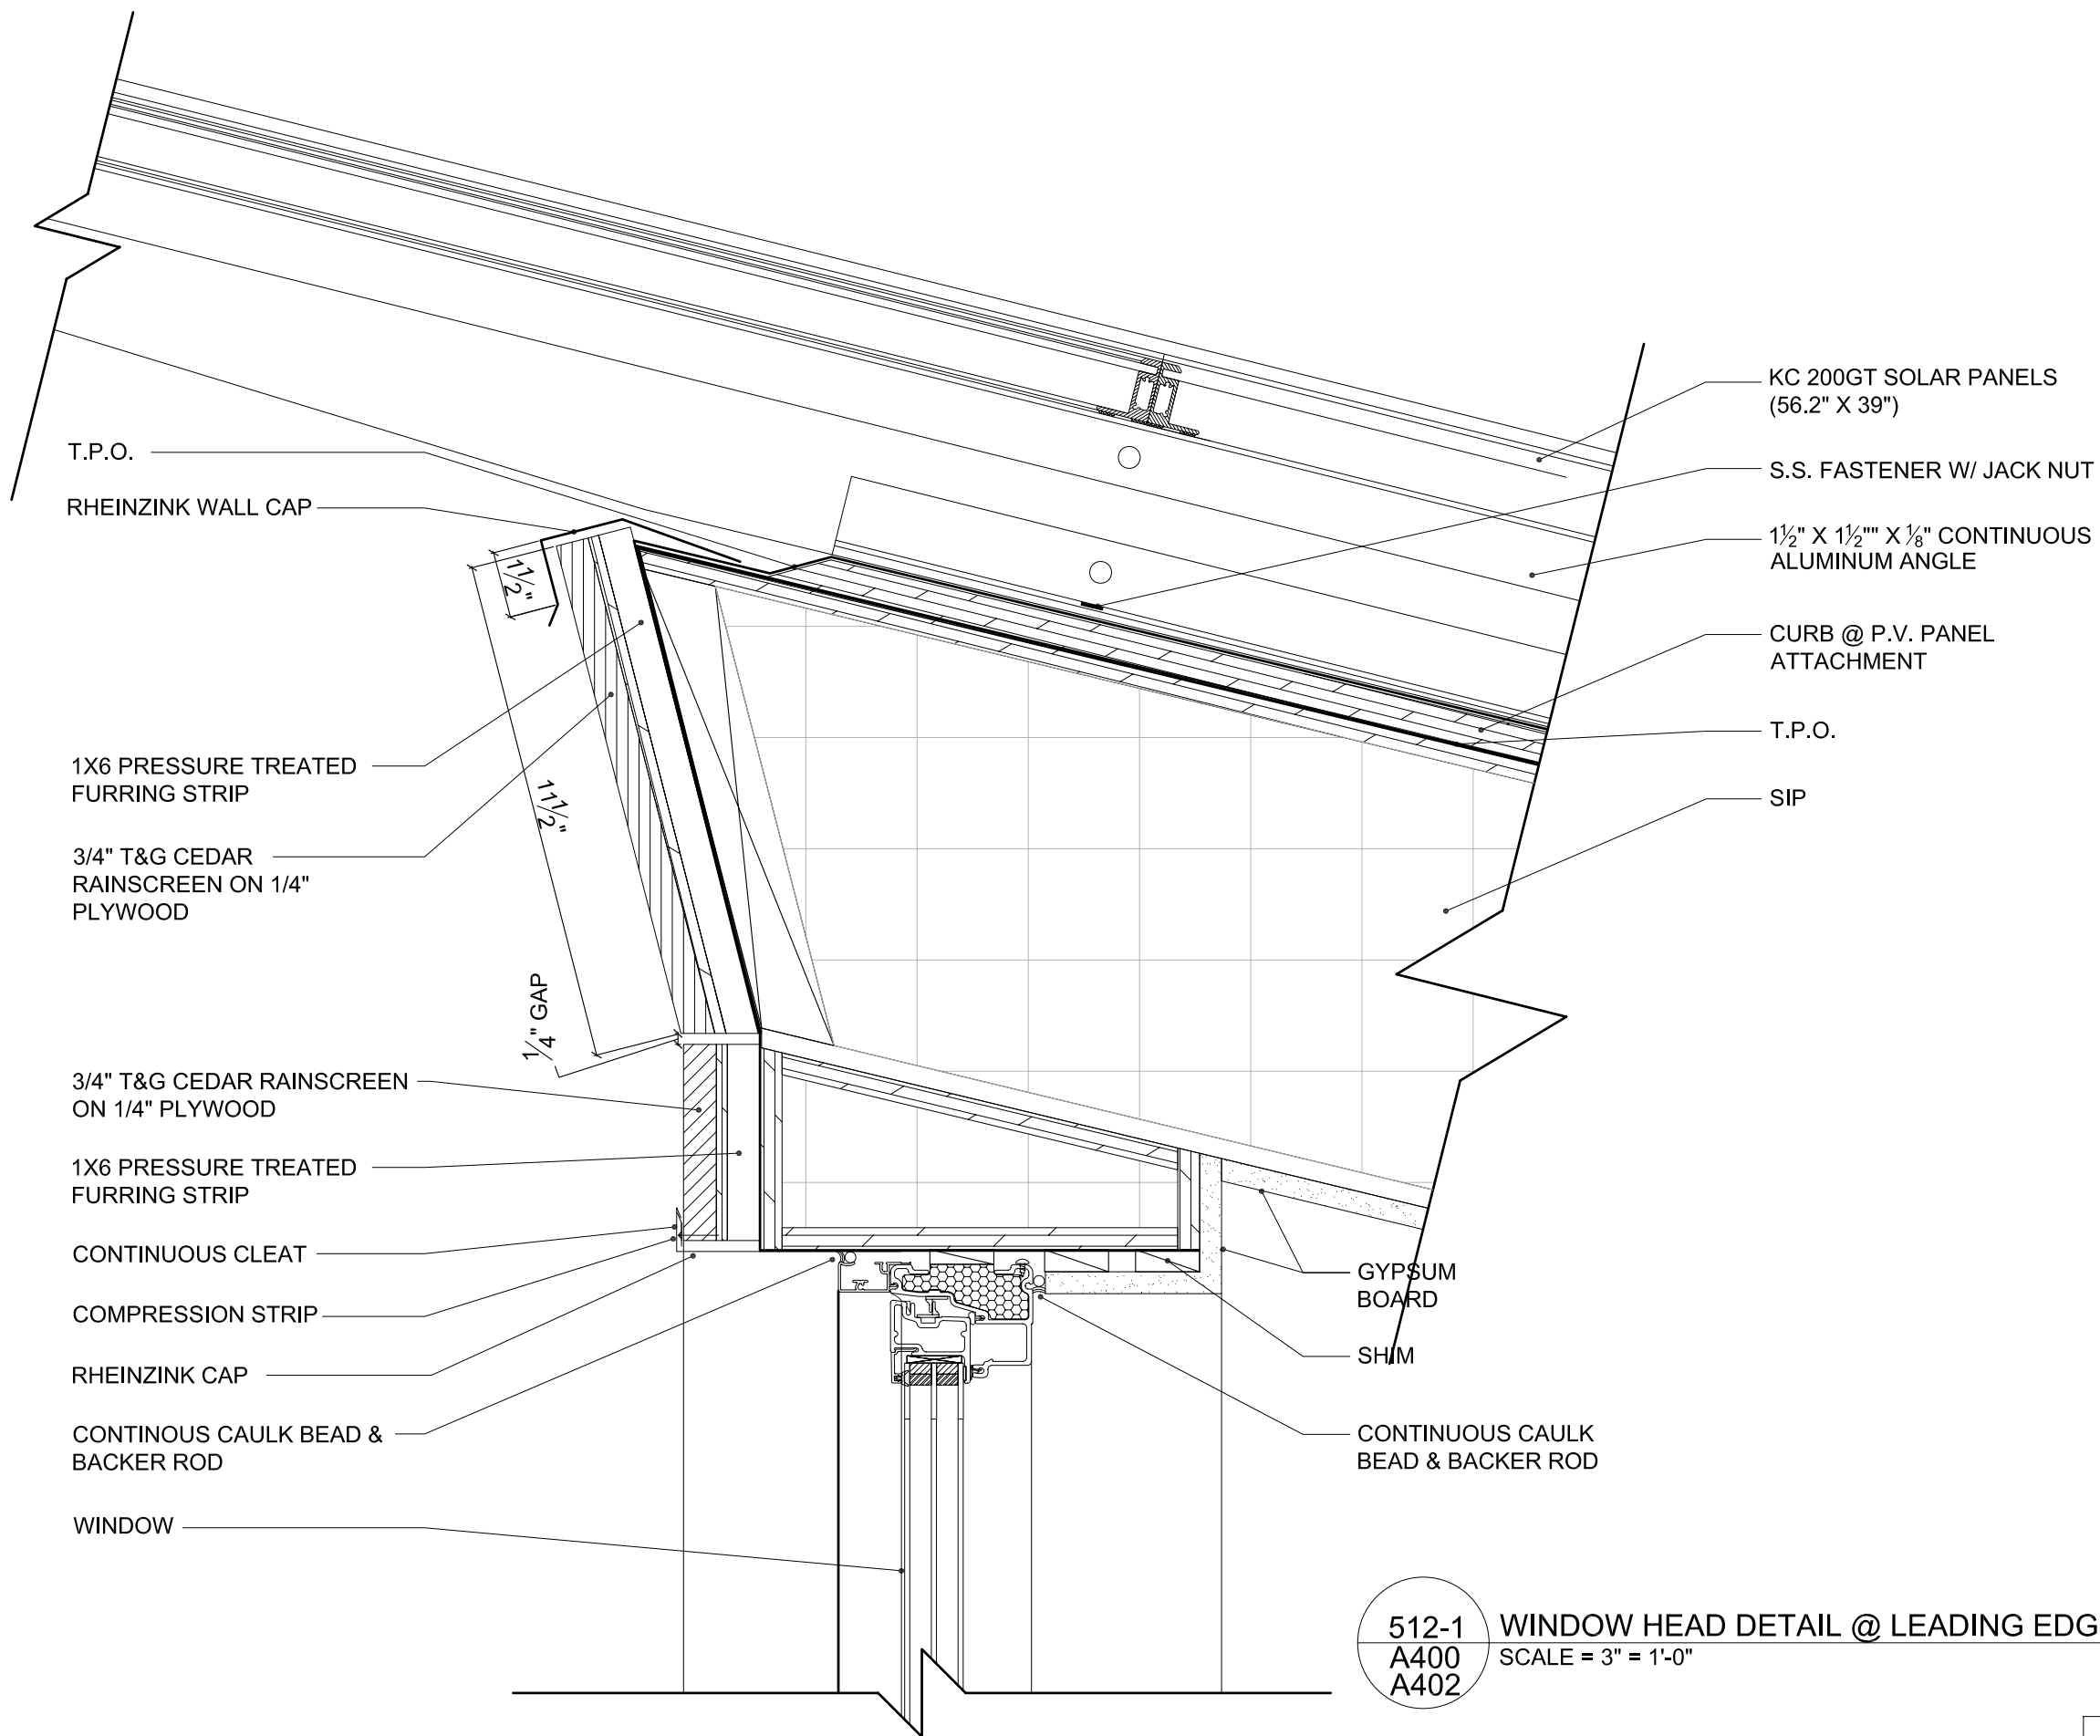 T.P.O.
RHEINZINK WALL CAP
1X6 PRESSURE TREATED
FURRING STRIP
3/4" T&G CEDAR
RAINSCREEN ON 1/4"
PLYWOOD
3/4" T&G CEDAR RAINSCREEN
ON 1/4" PLYWOOD
1X6 PRESSURE TREATED
FURRING STRIP
CONTINUOUS CLEAT
COMPRESSION STRIP
RHEINZINK CAP
CONTINOUS CAULK BEAD &
BACKER ROD
WINDOW
1½"
11½"
¼" GAP
KC 200GT SOLAR PANELS
(56.2" X 39")
S.S. FASTENER W/ JACK NUT
1½" X 1½"" X ⅛" CONTINUOUS
ALUMINUM ANGLE
CURB @ P.V. PANEL
ATTACHMENT
T.P.O.
SIP
GYPSUM
BOARD
SHIM
CONTINUOUS CAULK
BEAD & BACKER ROD
512-1
A400
A402
WINDOW HEAD DETAIL @ LEADING EDG
SCALE = 3" = 1'-0"